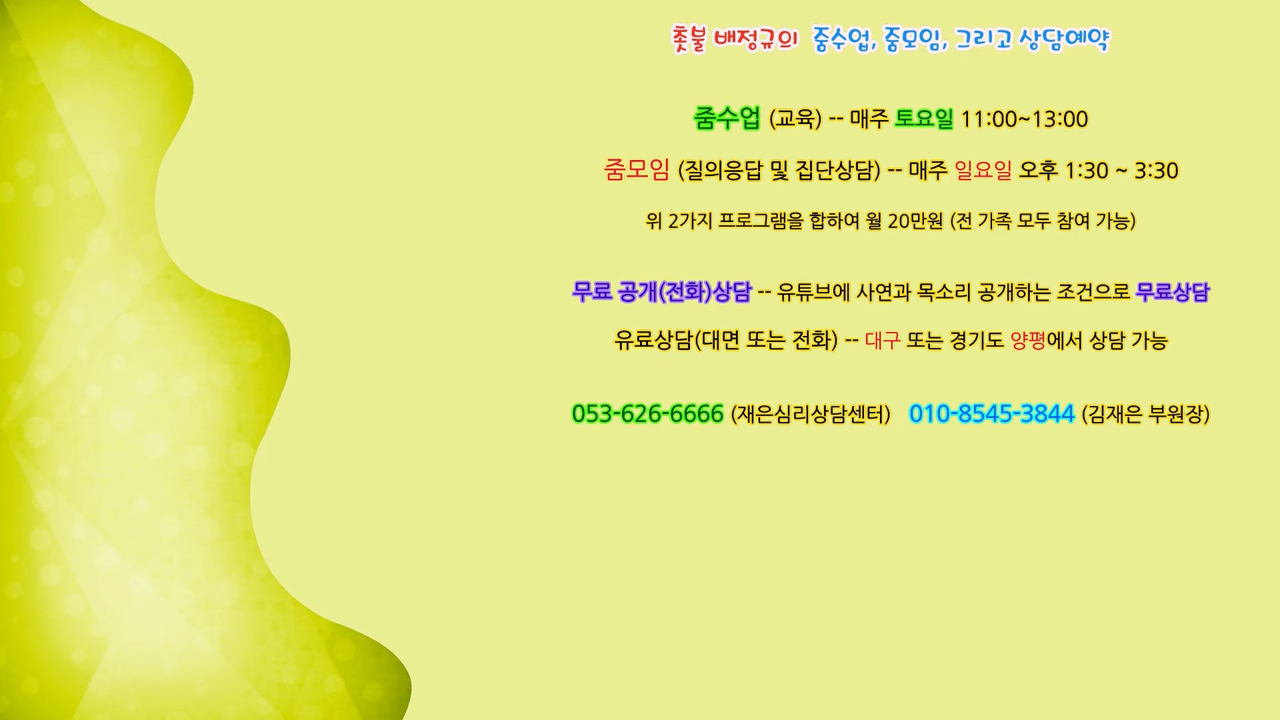 촛불 배정규의 줌수업, 줌모임, 그리고 상담예약
줌수업 (교육) -- 매주 토요일 11:00~13:00
줌모임 (질의응답 및 집단상담) -- 매주 일요일 오후 1:30 ~ 3:30
위 2가지 프로그램을 합하여 월 20만원 (전 가족 모두 참여 가능)
무료 공개(전화)상담 -- 유튜브에 사연과 목소리 공개하는 조건으로 무료상담
유료상담(대면 또는 전화) -- 대구 또는 경기도 양평에서 상담 가능
053-626-6666 (재은심리상담센터) 010-8545-3844 (김재은 부원장)